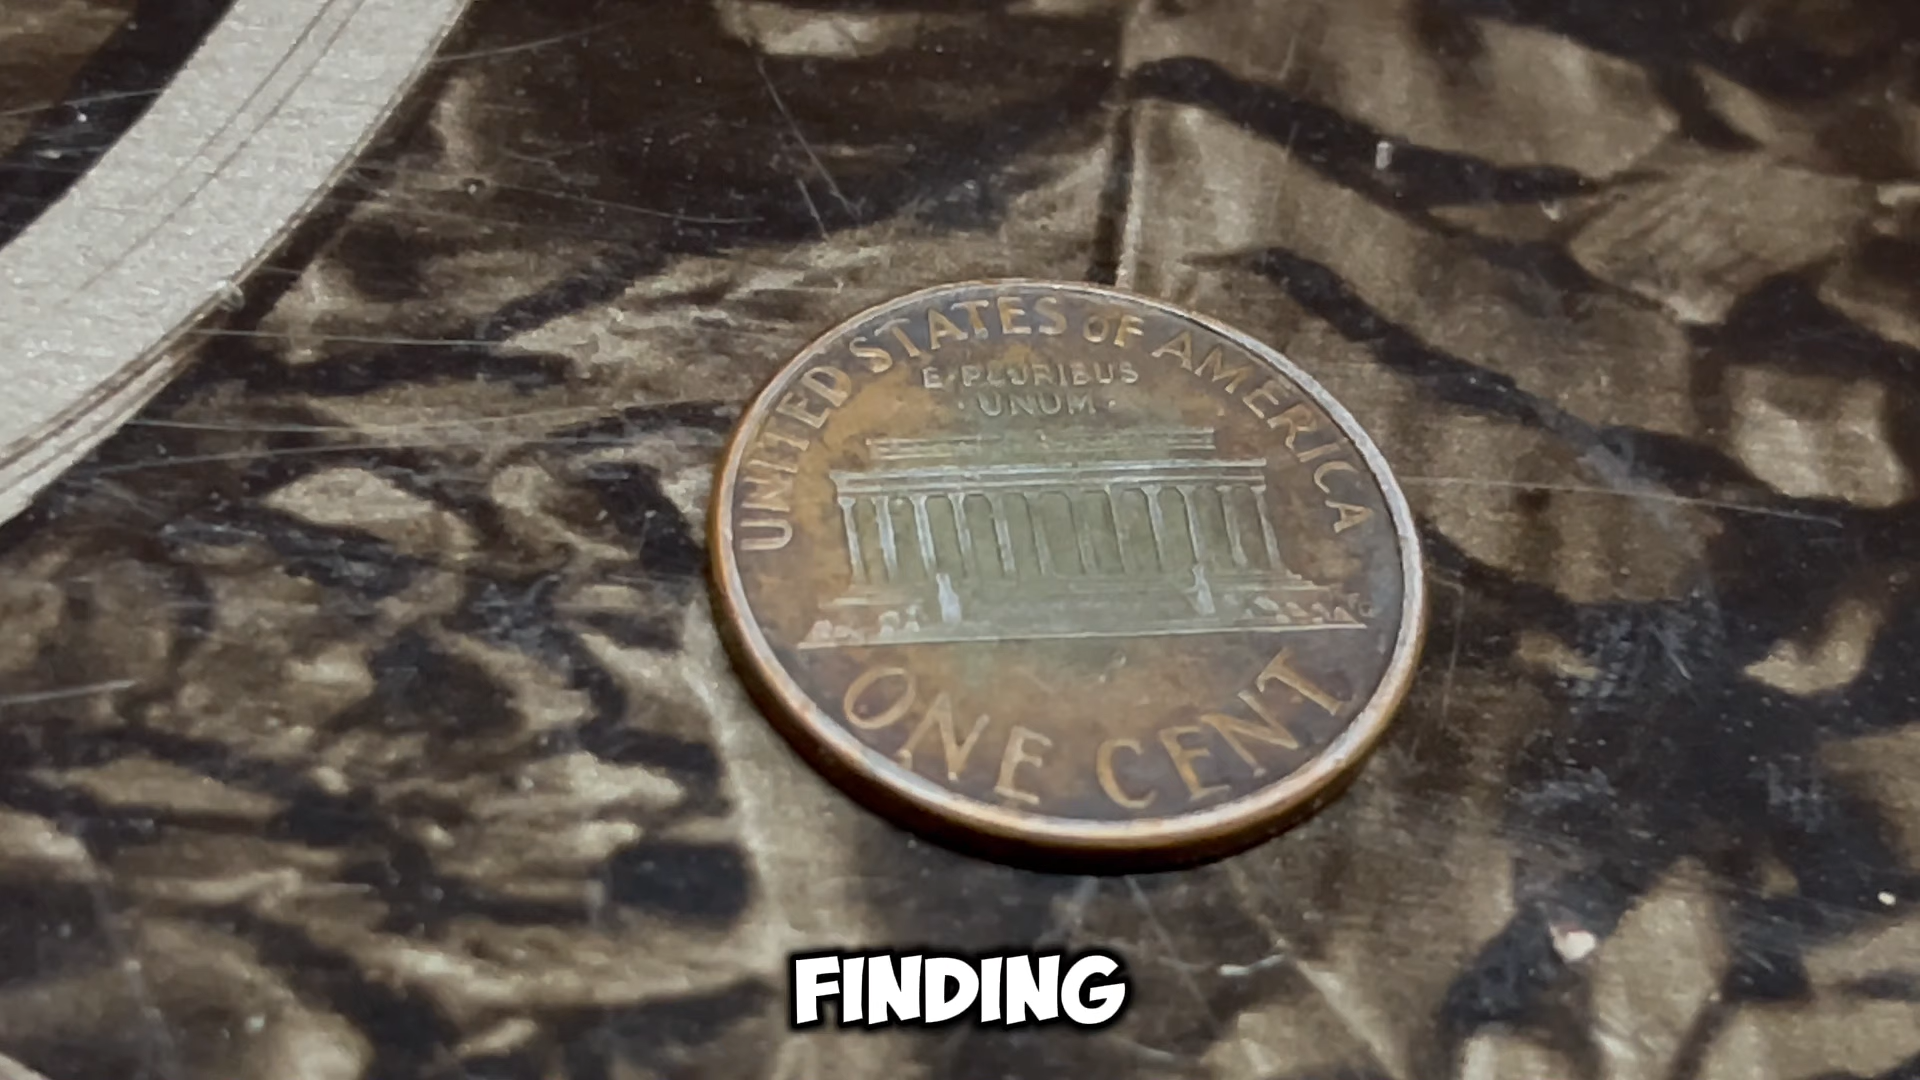 UNITED STATES OF AMERICA
E·PLURIBUS
·UNUM·
ONE CENT
FINDING